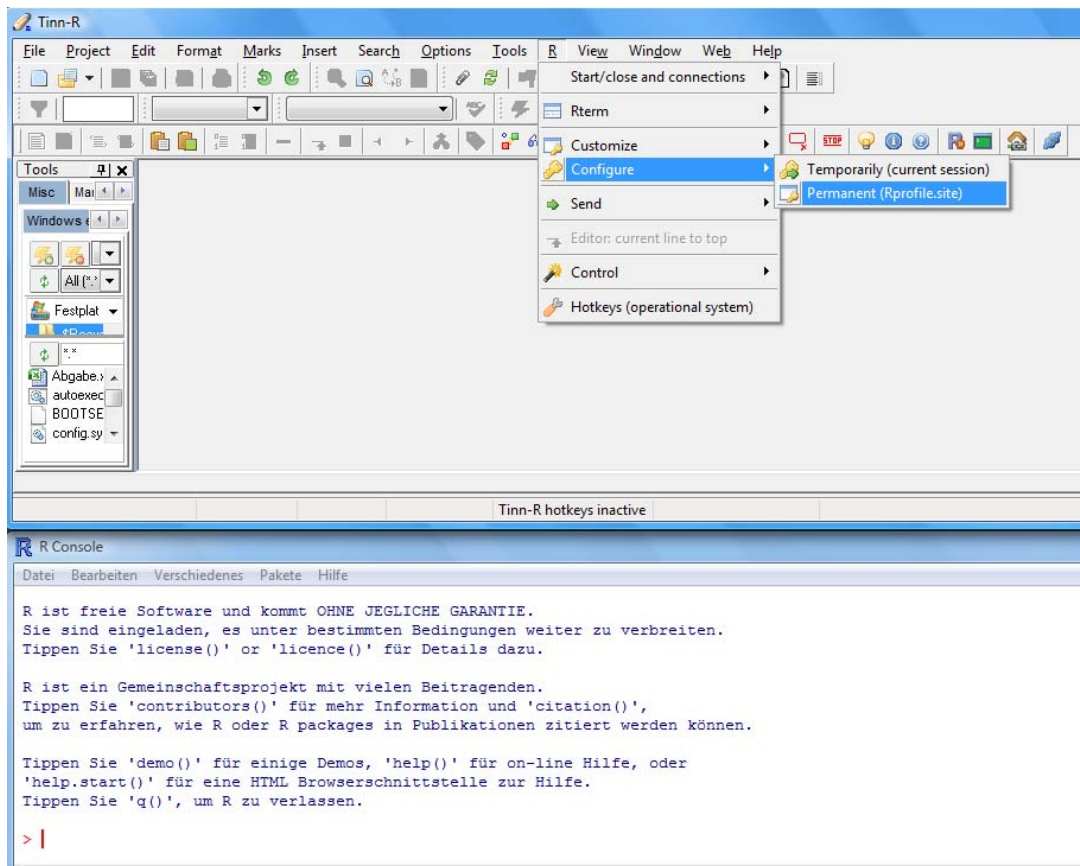 Tinn-R
File Project Edit Format Marks Insert Search Options Tools R View Window Web Help
Start/close and connections
Rterm
Customize
Configure
Send
Editor: current line to top
Control
Hotkeys (operational system)
Temporarily (current session)
Permanent (Rprofile.site)
ABC
STOP
Tools
Misc Mai
Windows e
All (*.*
Festplat
*.*
Abgabe.x
autoexec
BOOTSE
config.sy
Tinn-R hotkeys inactive
R Console
Datei Bearbeiten Verschiedenes Pakete Hilfe
R ist freie Software und kommt OHNE JEGLICHE GARANTIE.
Sie sind eingeladen, es unter bestimmten Bedingungen weiter zu verbreiten.
Tippen Sie 'license()' or 'licence()' für Details dazu.
R ist ein Gemeinschaftsprojekt mit vielen Beitragenden.
Tippen Sie 'contributors()' für mehr Information und 'citation()',
um zu erfahren, wie R oder R packages in Publikationen zitiert werden können.
Tippen Sie 'demo()' für einige Demos, 'help()' für on-line Hilfe, oder
'help.start()' für eine HTML Browserschnittstelle zur Hilfe.
Tippen Sie 'q()', um R zu verlassen.
>